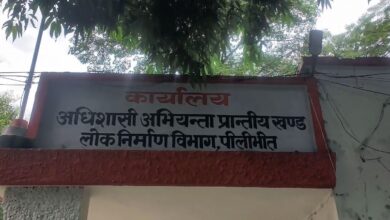 कार्यालय
अधिशासी अभियन्ता प्रान्तीय खण्ड
लोक निर्माण विभाग, पीलीभीत